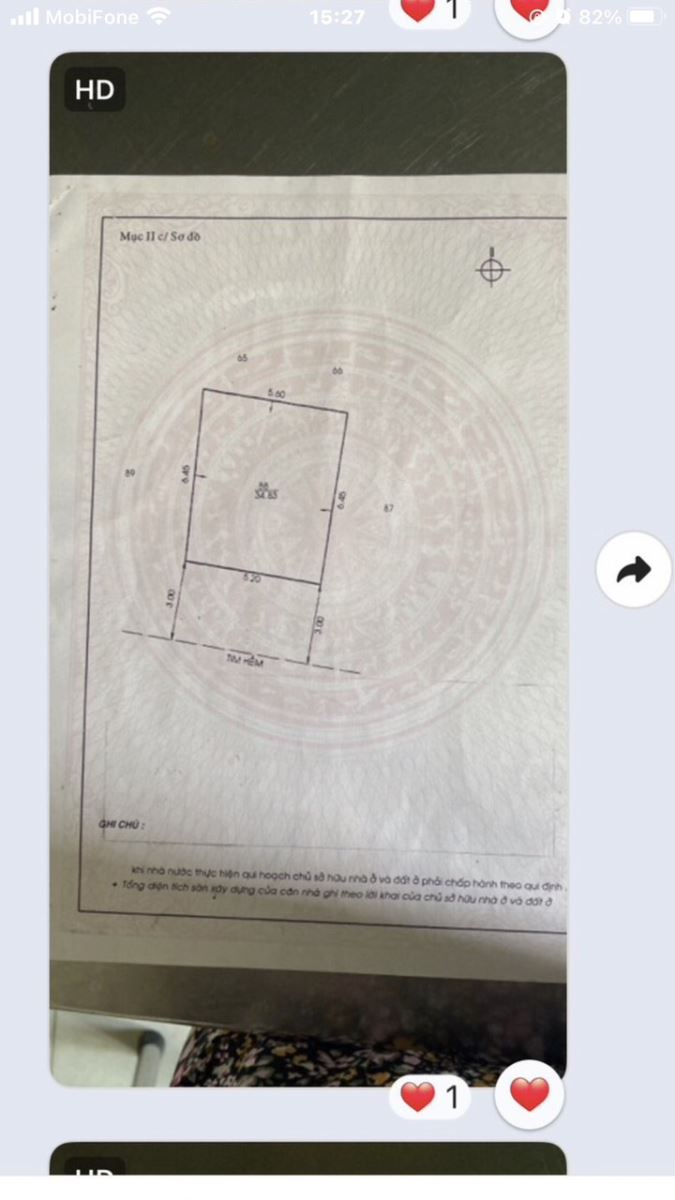 MobiFone 15:27 82%
1
HD
Mục II c/ Sơ đồ
65
66
5.60
89
6.45
88
34.83
6.45
87
5.20
3.00
3.00
TIM HẺM
GHI CHÚ :
khi nhà nước thực hiện qui hoạch chủ sở hữu nhà ở và đất ở phải chấp hành theo qui định .
+ Tổng diện tích sàn xây dựng của căn nhà ghi theo lời khai của chủ sở hữu nhà ở và đất ở
1
HD